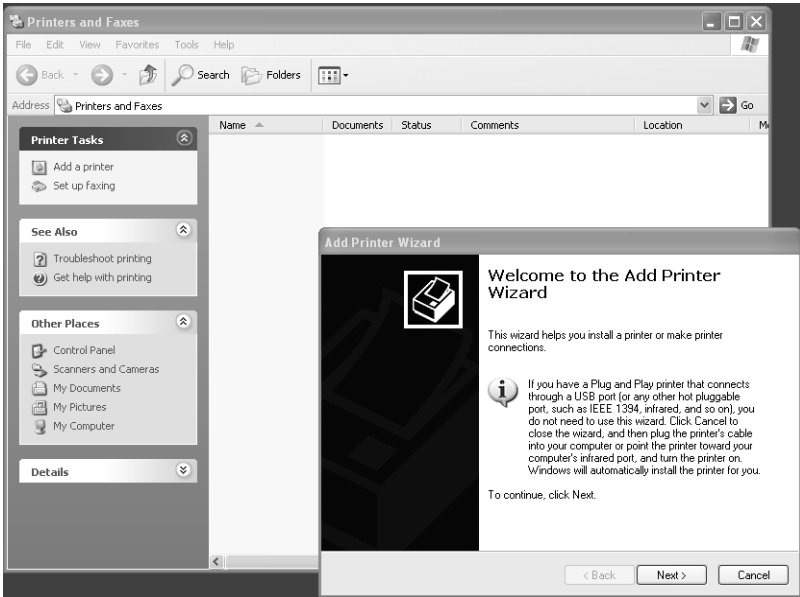 Printers and Faxes
File Edit View Favorites Tools Help
Back Search Folders
Address Printers and Faxes Go
Name Documents Status Comments Location
Printer Tasks
Add a printer
Set up faxing
See Also
Troubleshoot printing
Get help with printing
Other Places
Control Panel
Scanners and Cameras
My Documents
My Pictures
My Computer
Details
Add Printer Wizard
Welcome to the Add Printer
Wizard
This wizard helps you install a printer or make printer
connections.
If you have a Plug and Play printer that connects
through a USB port (or any other hot pluggable
port, such as IEEE 1394, infrared, and so on), you
do not need to use this wizard. Click Cancel to
close the wizard, and then plug the printer's cable
into your computer or point the printer toward your
computer's infrared port, and turn the printer on.
Windows will automatically install the printer for you.
To continue, click Next.
< Back Next > Cancel